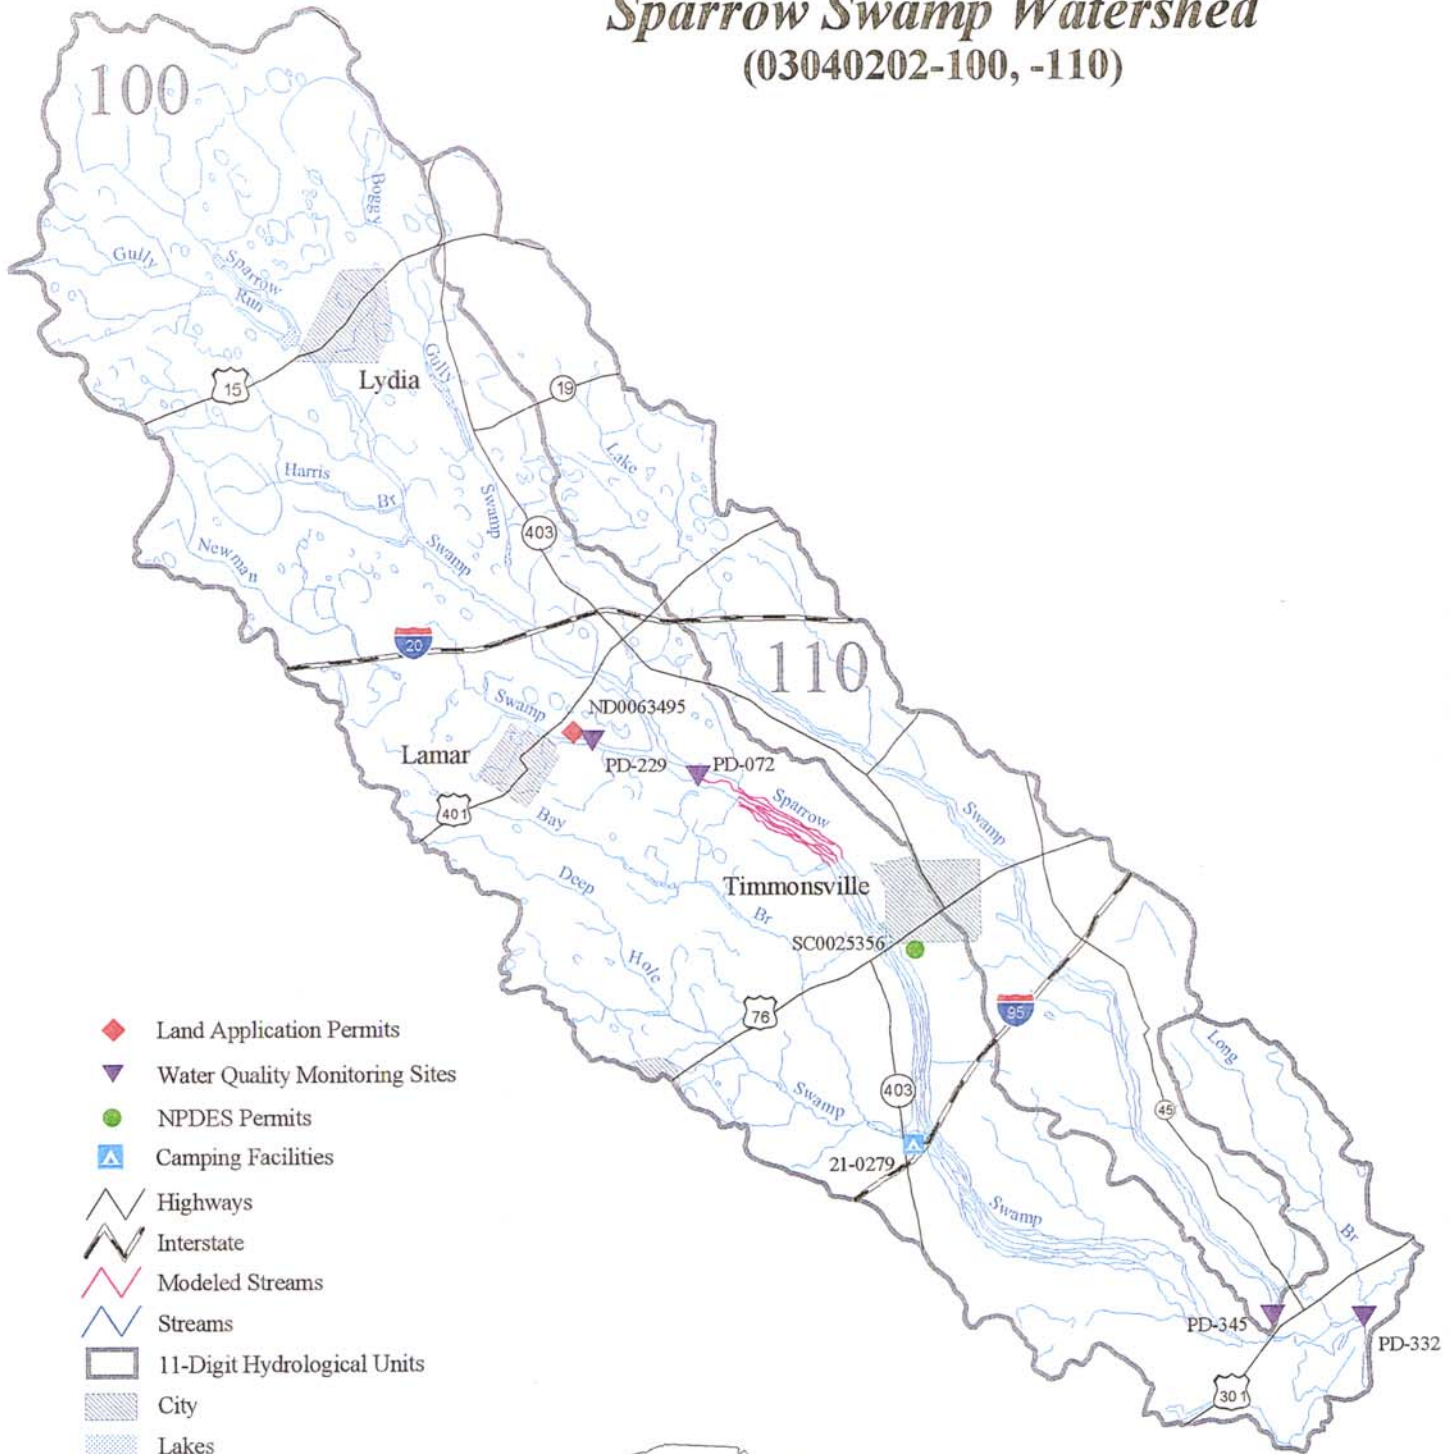 Sparrow Swamp Watershed
(03040202-100, -110)
100
Boggy
Gully
Sparrow
Run
Lydia
Gully
15
19
Lake
Harris
Br
Swamp
403
Swamp
Newman
20
110
Swamp
ND0063495
Lamar
PD-229
PD-072
401
Bay
Sparrow
Swamp
Deep
Timmonsville
Br
SC0025356
Hole
76
95
Long
Swamp
403
45
21-0279
Swamp
Br
PD-345
PD-332
301
Land Application Permits
Water Quality Monitoring Sites
NPDES Permits
Camping Facilities
Highways
Interstate
Modeled Streams
Streams
11-Digit Hydrological Units
City
Lakes